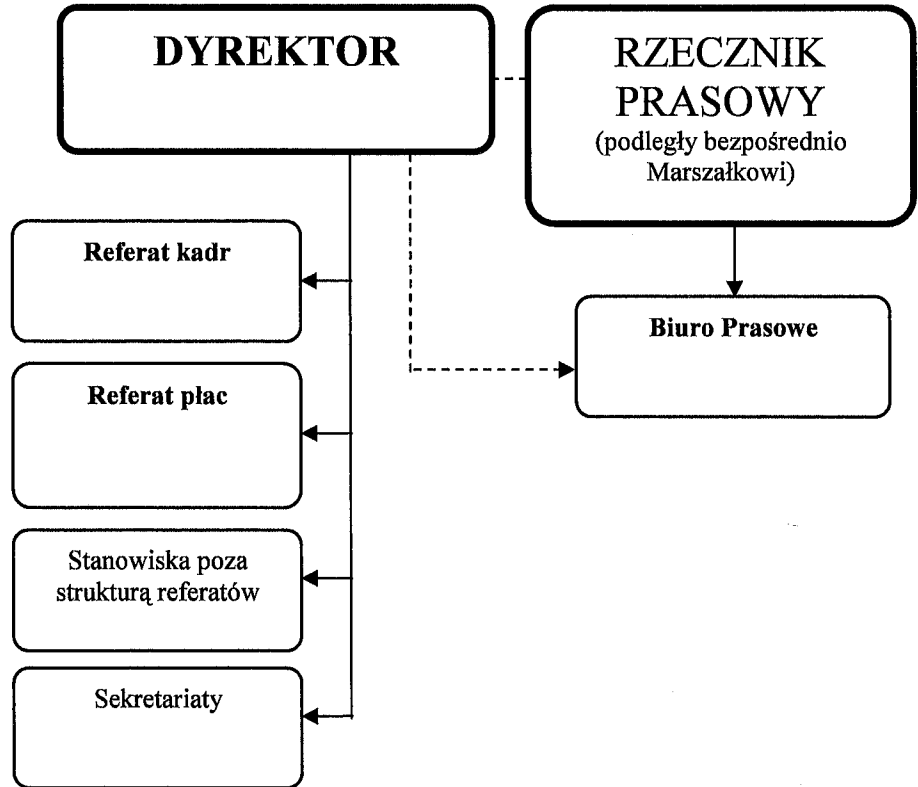 DYREKTOR
RZECZNIK
PRASOWY
(podległy bezpośrednio
Marszałkowi)
Referat kadr
Biuro Prasowe
Referat płac
Stanowiska poza
strukturą referatów
Sekretariaty